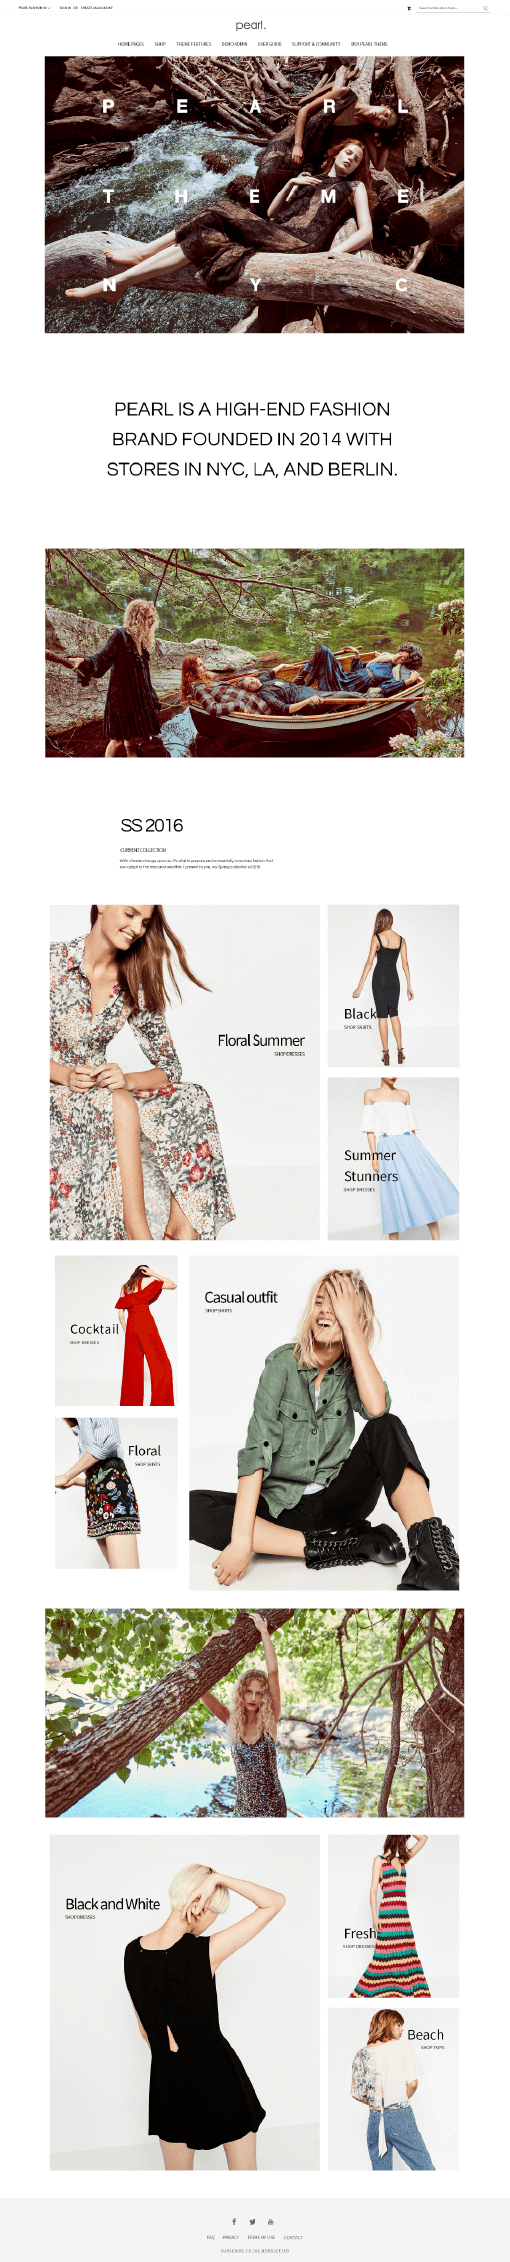 PEARL FASHION 06
SIGN IN OR CREATE AN ACCOUNT
pearl.
HOME PAGES SHOP THEME FEATURES DEMO ADMIN USER GUIDE SUPPORT & COMMUNITY BUY PEARL THEME
PEARL
THEME
NYC
PEARL IS A HIGH-END FASHION
BRAND FOUNDED IN 2014 WITH
STORES IN NYC, LA, AND BERLIN.
SS 2016
CURRENT COLLECTION
Floral Summer
SHOP DRESSES
Black
SHOP SKIRTS
Summer
Stunners
SHOP DRESSES
Cocktail
SHOP DRESSES
Casual outfit
SHOP SHIRTS
Floral
SHOP SKIRTS
Black and White
SHOP DRESSES
Fresh
SHOP DRESSES
Beach
SHOP TOPS
FAQ PRIVACY TERMS OF USE CONTACT
SUBSCRIBE TO THE NEWSLETTER